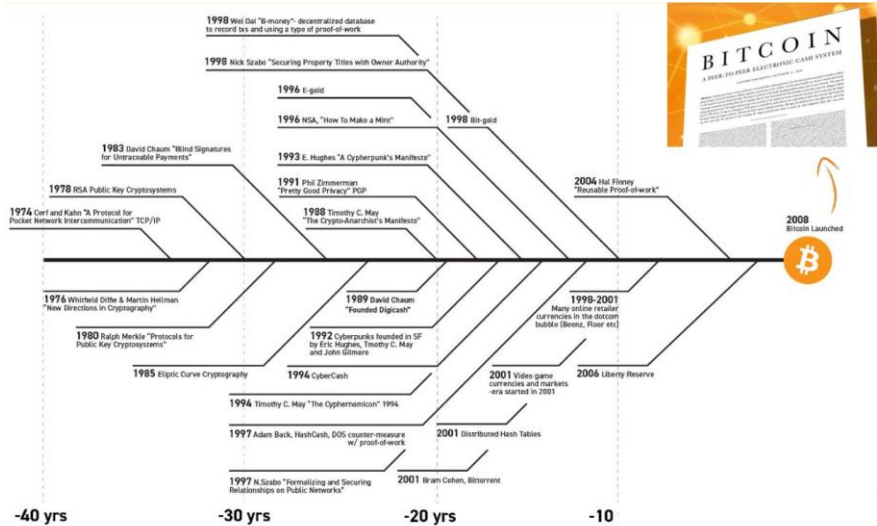 1998 Wei Dai "B-money"- decentralized database
to record txs and using a type of proof-of-work
1998 Nick Szabo "Securing Property Titles with Owner Authority"
1996 E-gold
1996 NSA, "How To Make a Mint"
1998 Bit-gold
1983 David Chaum "Blind Signatures
for Untraceable Payments"
1993 E. Hughes "A Cypherpunk's Manifesto"
1978 RSA Public Key Cryptosystems
1991 Phil Zimmerman
"Pretty Good Privacy" PGP
2004 Hal Finney
"Reusable Proof-of-work"
1974 Cerf and Kahn "A Protocol for
Pocket Network Intercommunication" TCP/IP
1988 Timothy C. May
"The Crypto-Anarchist's Manifesto"
BITCOIN
A PEER-TO-PEER ELECTRONIC CASH SYSTEM
2008
Bitcoin Launched
1976 Whitfield Diffie & Martin Hellman
"New Directions in Cryptography"
1989 David Chaum
"Founded Digicash"
1998-2001
Many online retailer
currencies in the dotcom
bubble (Beenz, Floor etc)
1980 Ralph Merkle "Protocols for
Public Key Cryptosystems"
1992 Cyberpunks founded in SF
by Eric Hughes, Timothy C. May
and John Gilmore
1985 Eliptic Curve Cryptography
1994 CyberCash
2001 Video game
currencies and markets
-era started in 2001
2006 Liberty Reserve
1994 Timothy C. May "The Cyphernomicon" 1994
1997 Adam Back, HashCash, DOS counter-measure
w/ proof-of-work
2001 Distributed Hash Tables
1997 N.Szabo "Formalizing and Securing
Relationships on Public Networks"
2001 Bram Cohen, Bittorrent
-40 yrs
-30 yrs
-20 yrs
-10